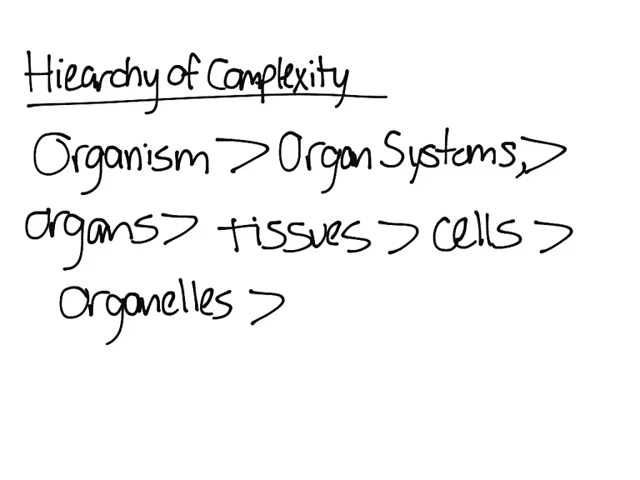 Hiearchy of Complexity
Organism > Organ Systems, >
organs > tissues > cells >
Organelles >